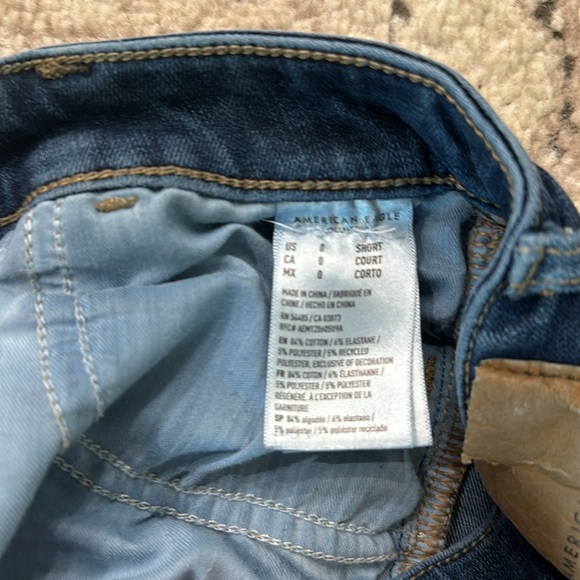 AMERICAN EAGLE
US 0 SHORT
CA 0 COURT
MX 0 CORTO
MADE IN CHINA / FABRIQUÉ EN
CHINE / HECHO EN CHINA
RN 54485 / CA 03873
EN 84% COTTON / 6% ELASTANE /
5% POLYESTER / 5% RECYCLED
POLYESTER, EXCLUSIVE OF DECORATION
FR 84% COTON / 6% ÉLASTHANNE /
5% POLYESTER / 5% POLYESTER
RÉGÉNÉRÉ, À L'EXCEPTION DE LA
GARNITURE
SP 84% algodón / 6% elastano /
5% poliester / 5% poliester reciclado
AMERIC